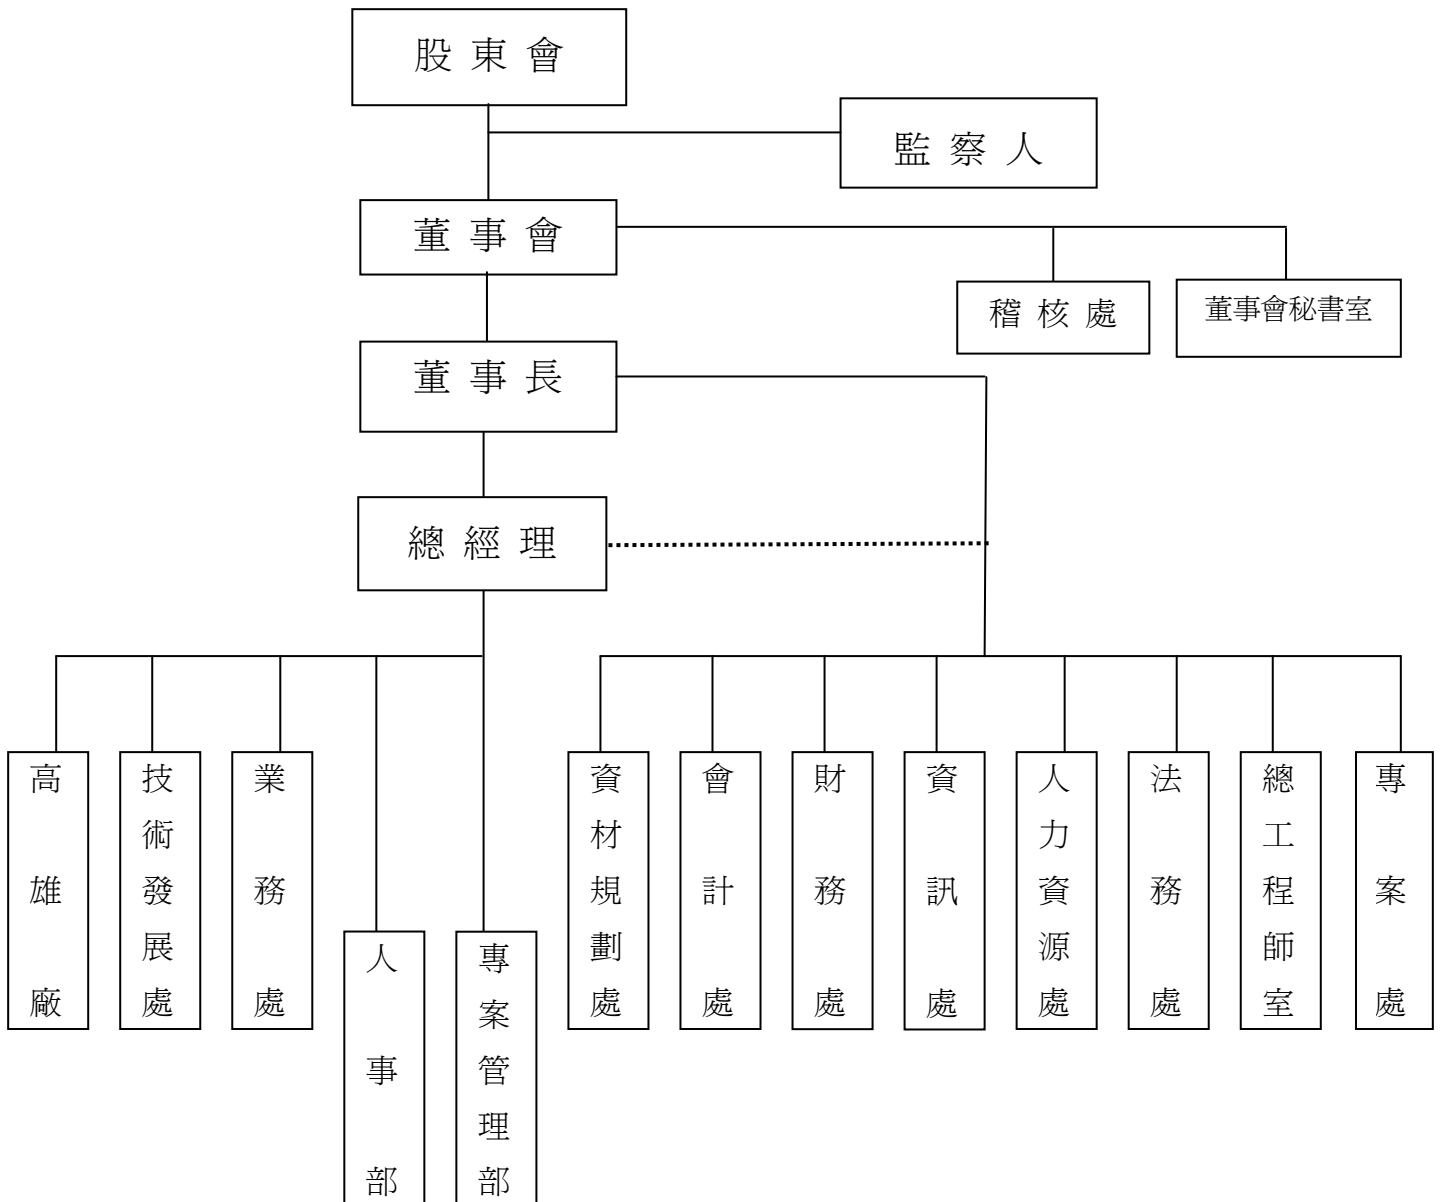 股東會
監察人
董事會
稽核處
董事會秘書室
董事長
總經理
高雄廠
技術發展處
業務處
人事部
專案管理部
資材規劃處
會計處
財務處
資訊處
人力資源處
法務處
總工程師室
專案處